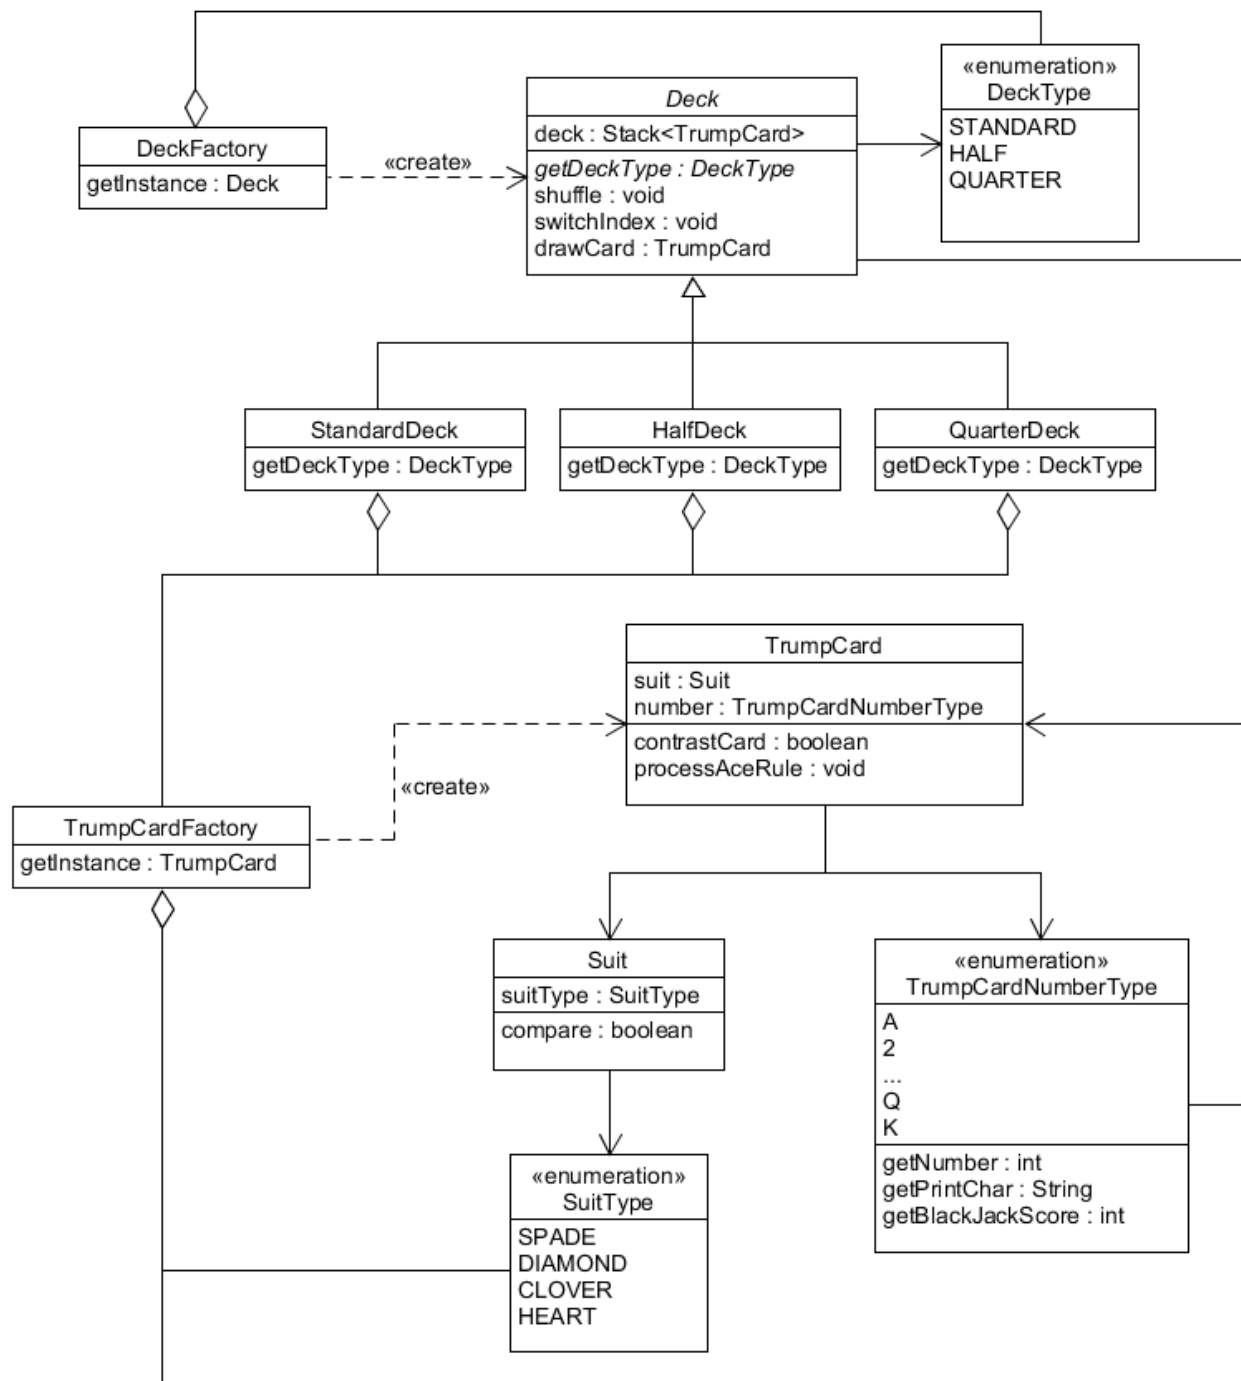 «enumeration»
DeckType
STANDARD
HALF
QUARTER
Deck
deck : Stack<TrumpCard>
getDeckType : DeckType
shuffle : void
switchIndex : void
drawCard : TrumpCard
DeckFactory
getInstance : Deck
«create»
StandardDeck
getDeckType : DeckType
HalfDeck
getDeckType : DeckType
QuarterDeck
getDeckType : DeckType
TrumpCard
suit : Suit
number : TrumpCardNumberType
contrastCard : boolean
processAceRule : void
«create»
TrumpCardFactory
getInstance : TrumpCard
Suit
suitType : SuitType
compare : boolean
«enumeration»
TrumpCardNumberType
A
2
...
Q
K
getNumber : int
getPrintChar : String
getBlackJackScore : int
«enumeration»
SuitType
SPADE
DIAMOND
CLOVER
HEART